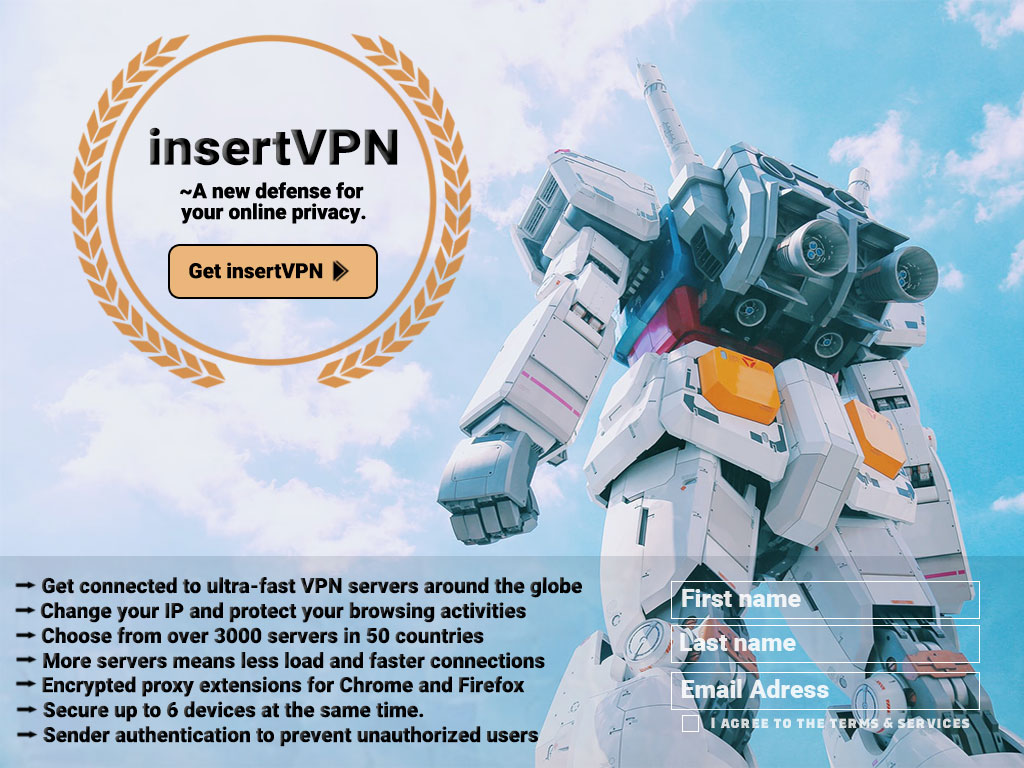 insertVPN
~A new defense for
your online privacy.
Get insertVPN
Get connected to ultra-fast VPN servers around the globe
Change your IP and protect your browsing activities
Choose from over 3000 servers in 50 countries
More servers means less load and faster connections
Encrypted proxy extensions for Chrome and Firefox
Secure up to 6 devices at the same time.
Sender authentication to prevent unauthorized users
First name
Last name
Email Adress
I AGREE TO THE TERMS & SERVICES